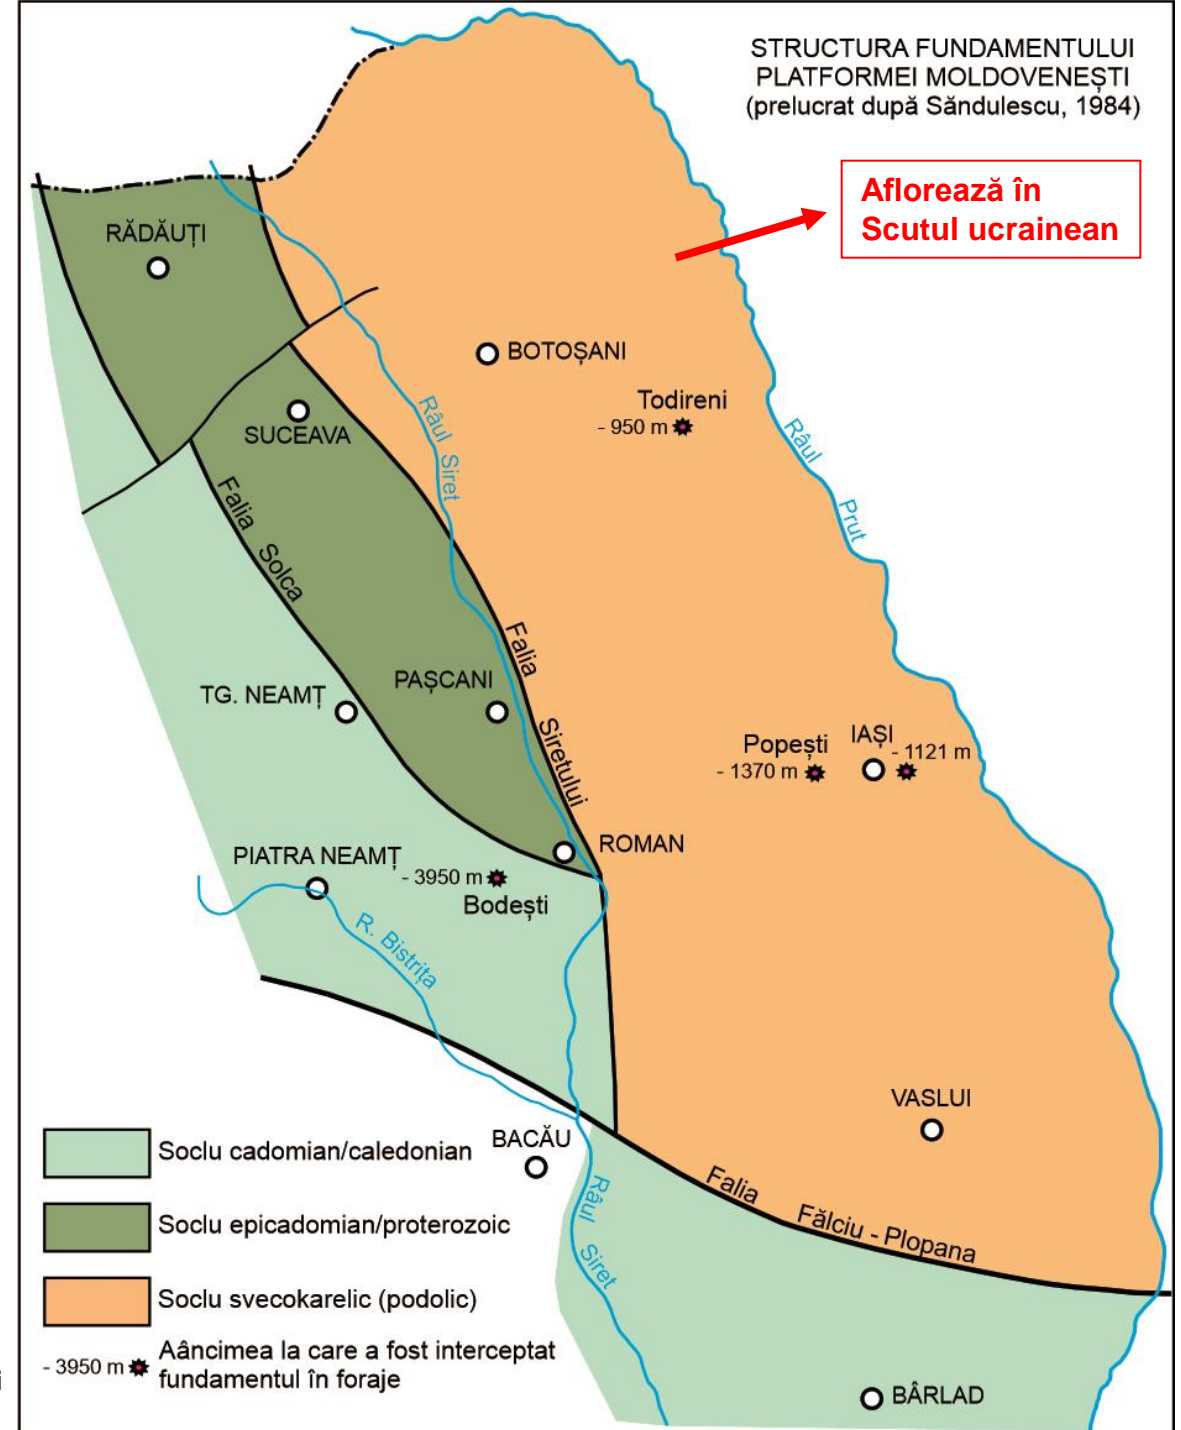 STRUCTURA FUNDAMENTULUI
PLATFORMEI MOLDOVENEȘTI
(prelucrat după Săndulescu, 1984)
Aflorează în
Scutul ucrainean
RĂDĂUȚI
BOTOȘANI
Todireni
- 950 m
SUCEAVA
Râul Siret
Râul Prut
Falia Solca
Falia Siretului
TG. NEAMȚ
PAȘCANI
Popești
- 1370 m
IAȘI
- 1121 m
ROMAN
PIATRA NEAMȚ
- 3950 m
Bodești
R. Bistrița
VASLUI
BACĂU
Falia Fălciu - Plopana
Râul Siret
BÂRLAD
Soclu cadomian/caledonian
Soclu epicadomian/proterozoic
Soclu svecokarelic (podolic)
- 3950 m
Aâncimea la care a fost interceptat
fundamentul în foraje
i